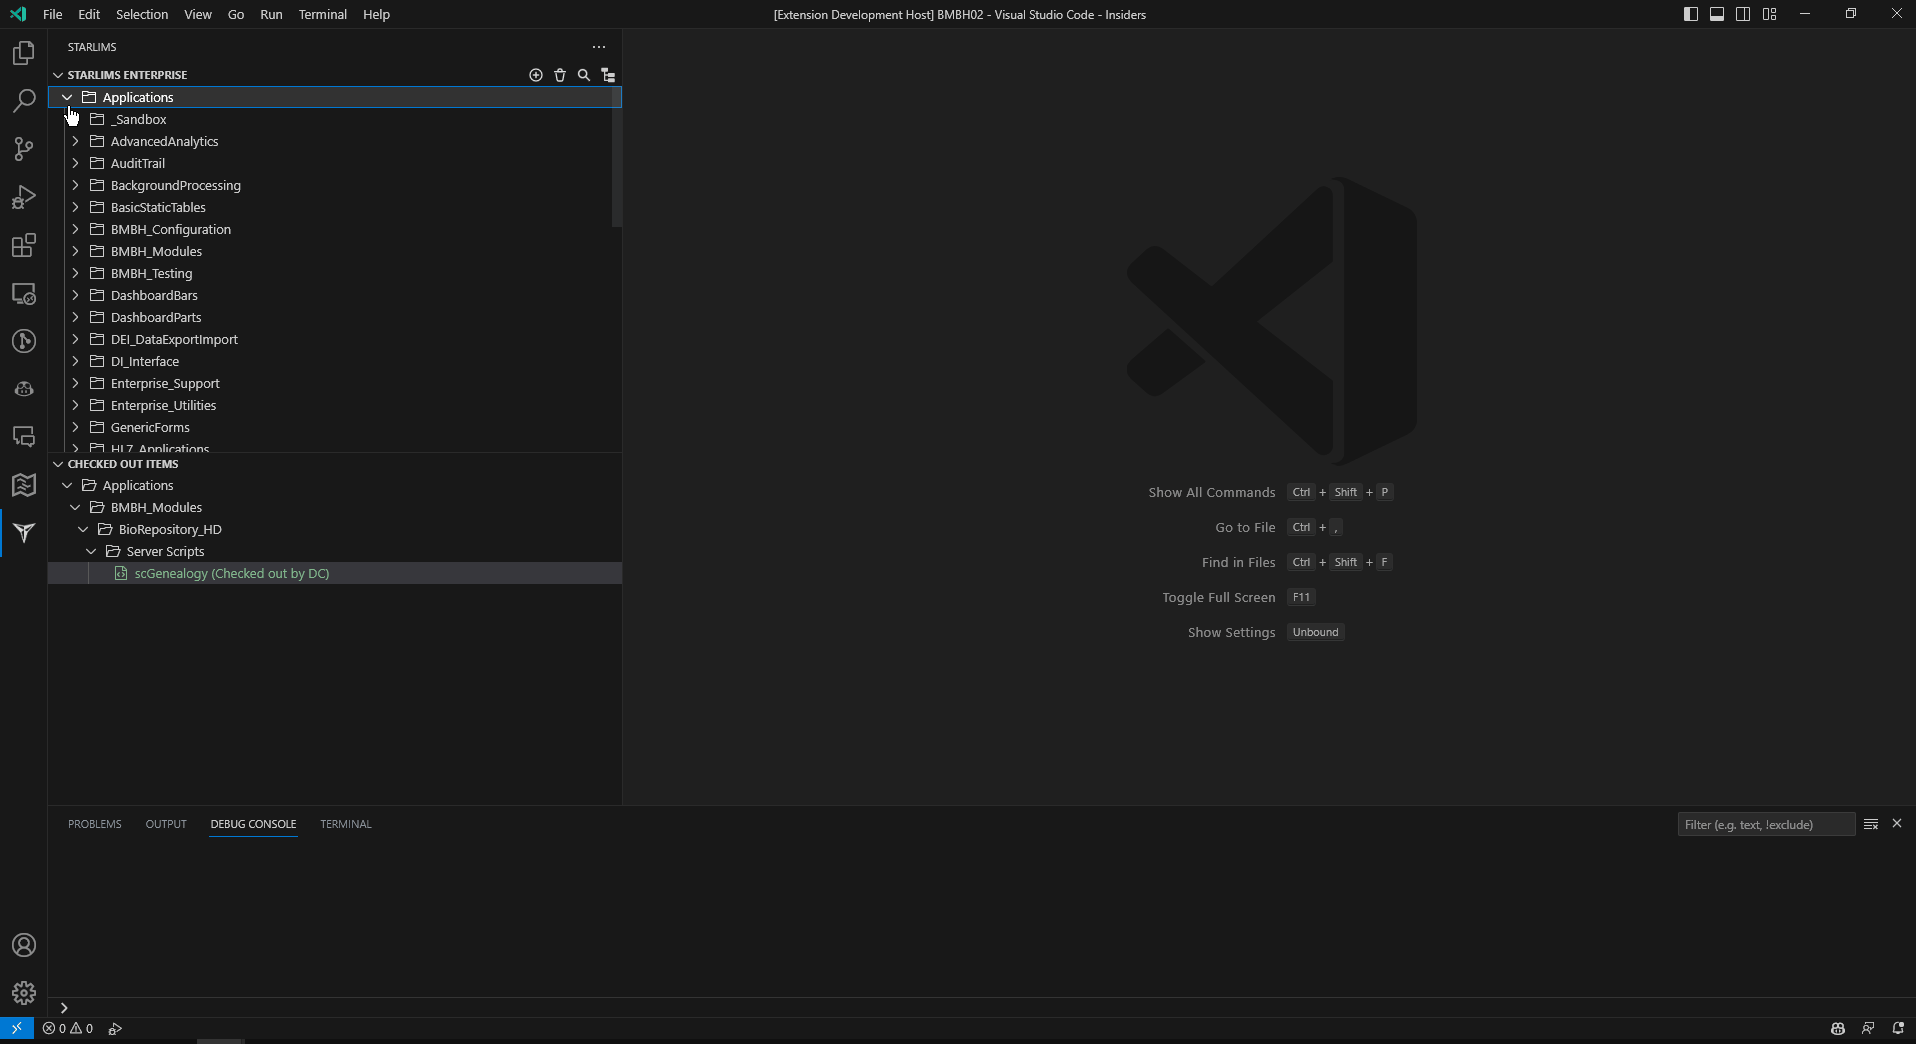 File Edit Selection View Go Run Terminal Help
[Extension Development Host] BMBH02 - Visual Studio Code - Insiders
STARLIMS
STARLIMS ENTERPRISE
Applications
_Sandbox
AdvancedAnalytics
AuditTrail
BackgroundProcessing
BasicStaticTables
BMBH_Configuration
BMBH_Modules
BMBH_Testing
DashboardBars
DashboardParts
DEI_DataExportImport
DI_Interface
Enterprise_Support
Enterprise_Utilities
GenericForms
HL7_Applications
CHECKED OUT ITEMS
Applications
BMBH_Modules
BioRepository_HD
Server Scripts
scGenealogy (Checked out by DC)
Show All Commands Ctrl + Shift + P
Go to File Ctrl + ,
Find in Files Ctrl + Shift + F
Toggle Full Screen F11
Show Settings Unbound
PROBLEMS OUTPUT DEBUG CONSOLE TERMINAL
Filter (e.g. text, !exclude)
0 0